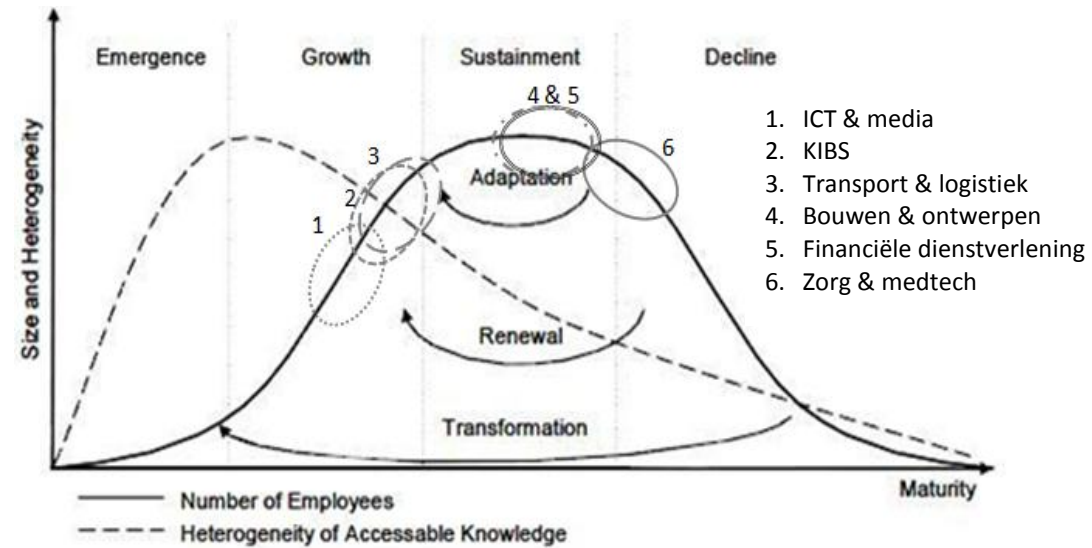 Emergence Growth Sustainment Decline
4 & 5
1. ICT & media
2. KIBS
3. Transport & logistiek
4. Bouwen & ontwerpen
5. Financiële dienstverlening
6. Zorg & medtech
3
6
2
1
Adaptation
Renewal
Transformation
Size and Heterogeneity
Maturity
Number of Employees
Heterogeneity of Accessable Knowledge